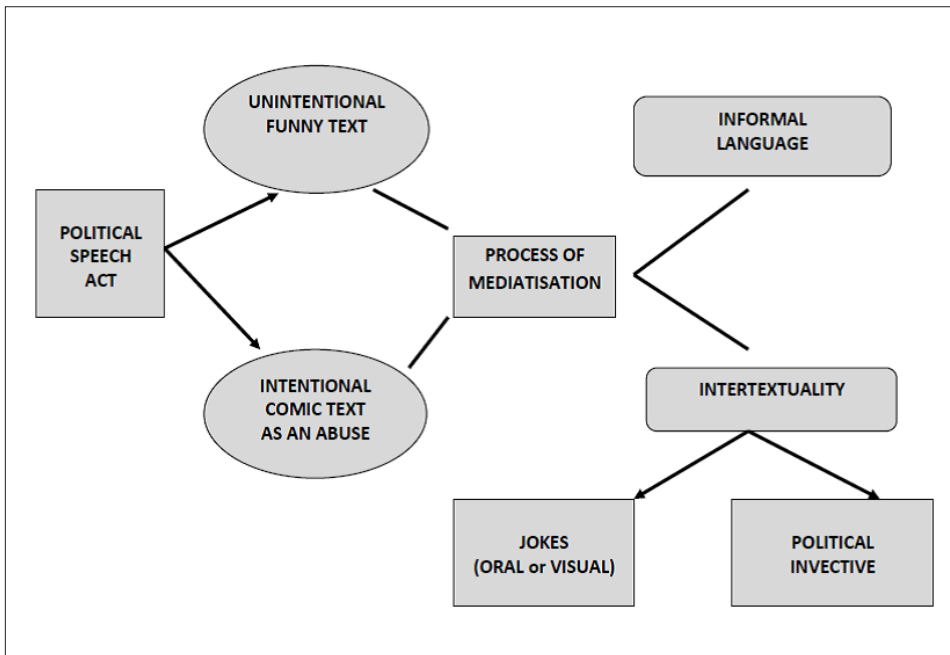 UNINTENTIONAL
FUNNY TEXT
INFORMAL
LANGUAGE
POLITICAL
SPEECH
ACT
PROCESS OF
MEDIATISATION
INTENTIONAL
COMIC TEXT
AS AN ABUSE
INTERTEXTUALITY
JOKES
(ORAL or VISUAL)
POLITICAL
INVECTIVE